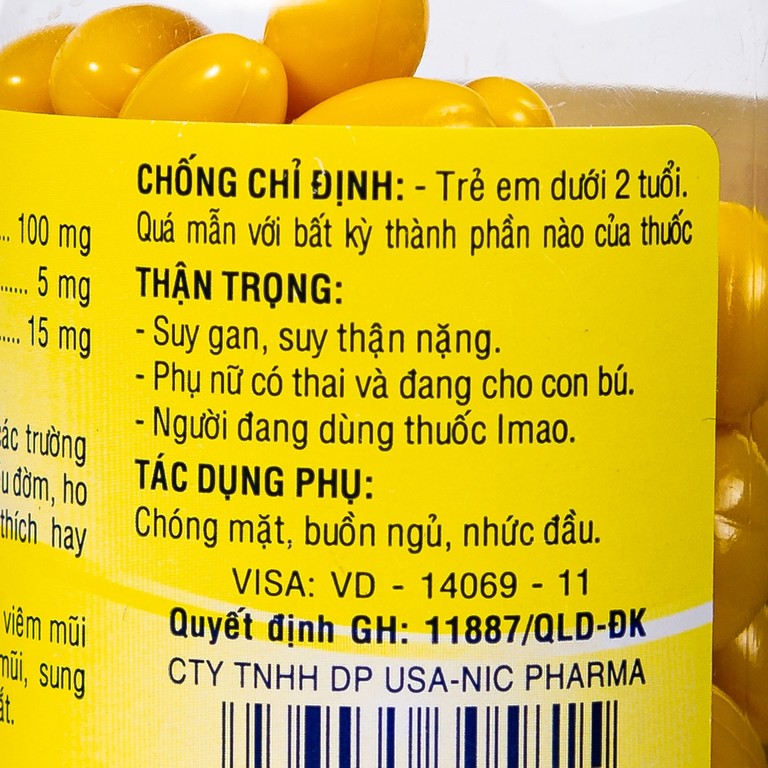 CHỐNG CHỈ ĐỊNH: - Trẻ em dưới 2 tuổi.
Quá mẫn với bất kỳ thành phần nào của thuốc
THẬN TRỌNG:
- Suy gan, suy thận nặng.
- Phụ nữ có thai và đang cho con bú.
- Người đang dùng thuốc Imao.
TÁC DỤNG PHỤ:
Chóng mặt, buồn ngủ, nhức đầu.
VISA: VD - 14069 - 11
Quyết định GH: 11887/QLD-ĐK
CTY TNHH DP USA-NIC PHARMA
... 100 mg
...... 5 mg
..... 15 mg
trường
đờm, ho
thích hay
viêm mũi
mũi, sung